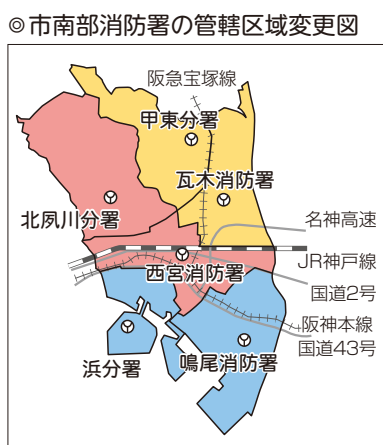 ◎市南部消防署の管轄区域変更図
阪急宝塚線
甲東分署
瓦木消防署
北夙川分署
名神高速
JR神戸線
西宮消防署
国道2号
阪神本線
国道43号
浜分署
鳴尾消防署